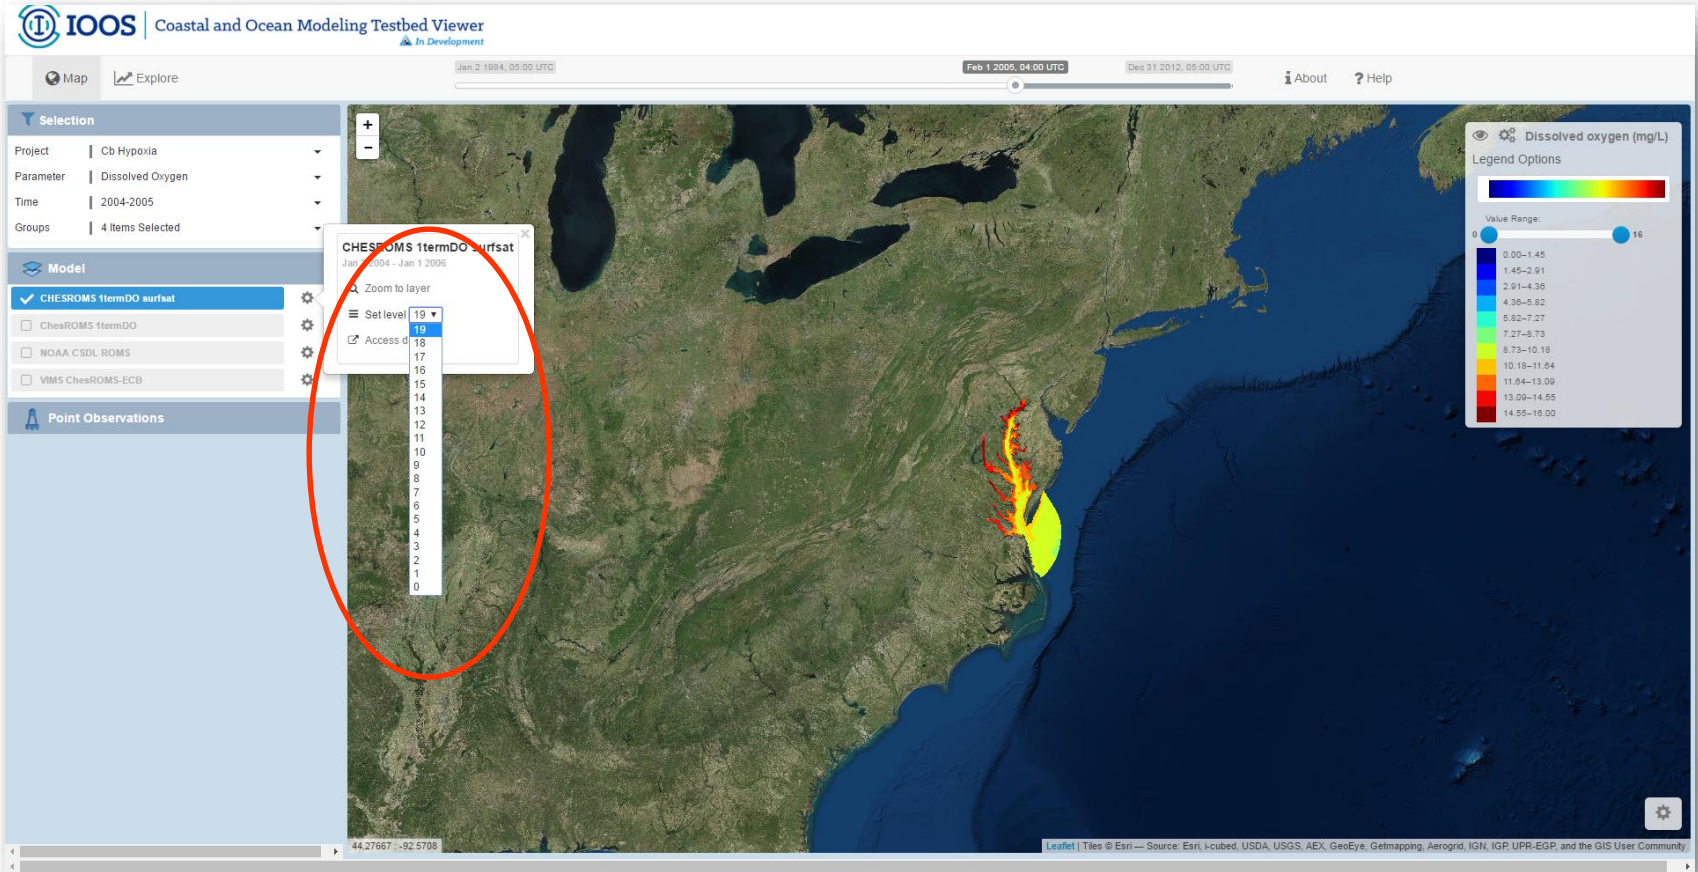 IOOS Coastal and Ocean Modeling Testbed Viewer
In Development
Map Explore
Jan 2 1984, 05:00 UTC Feb 1 2005, 04:00 UTC Dec 31 2012, 05:00 UTC
About ? Help
Selection
Project Cb Hypoxia
Parameter Dissolved Oxygen
Time 2004-2005
Groups 4 Items Selected
Model
CHESROMS 1termDO surfsat
ChesROMS 1termDO
NOAA CSDL ROMS
VIMS ChesROMS-ECB
Point Observations
+
-
CHESROMS 1termDO surfsat
Jan 2004 - Jan 1 2006
Zoom to layer
Set level 19
Access d
19
18
17
16
15
14
13
12
11
10
9
8
7
6
5
4
3
2
1
0
Dissolved oxygen (mg/L)
Legend Options
Value Range:
0 16
0.00–1.45
1.45–2.91
2.91–4.36
4.36–5.82
5.82–7.27
7.27–8.73
8.73–10.18
10.18–11.64
11.64–13.09
13.09–14.55
14.55–16.00
44.27667 : -92.5708
Leaflet | Tiles © Esri — Source: Esri, i-cubed, USDA, USGS, AEX, GeoEye, Getmapping, Aerogrid, IGN, IGP, UPR-EGP, and the GIS User Community